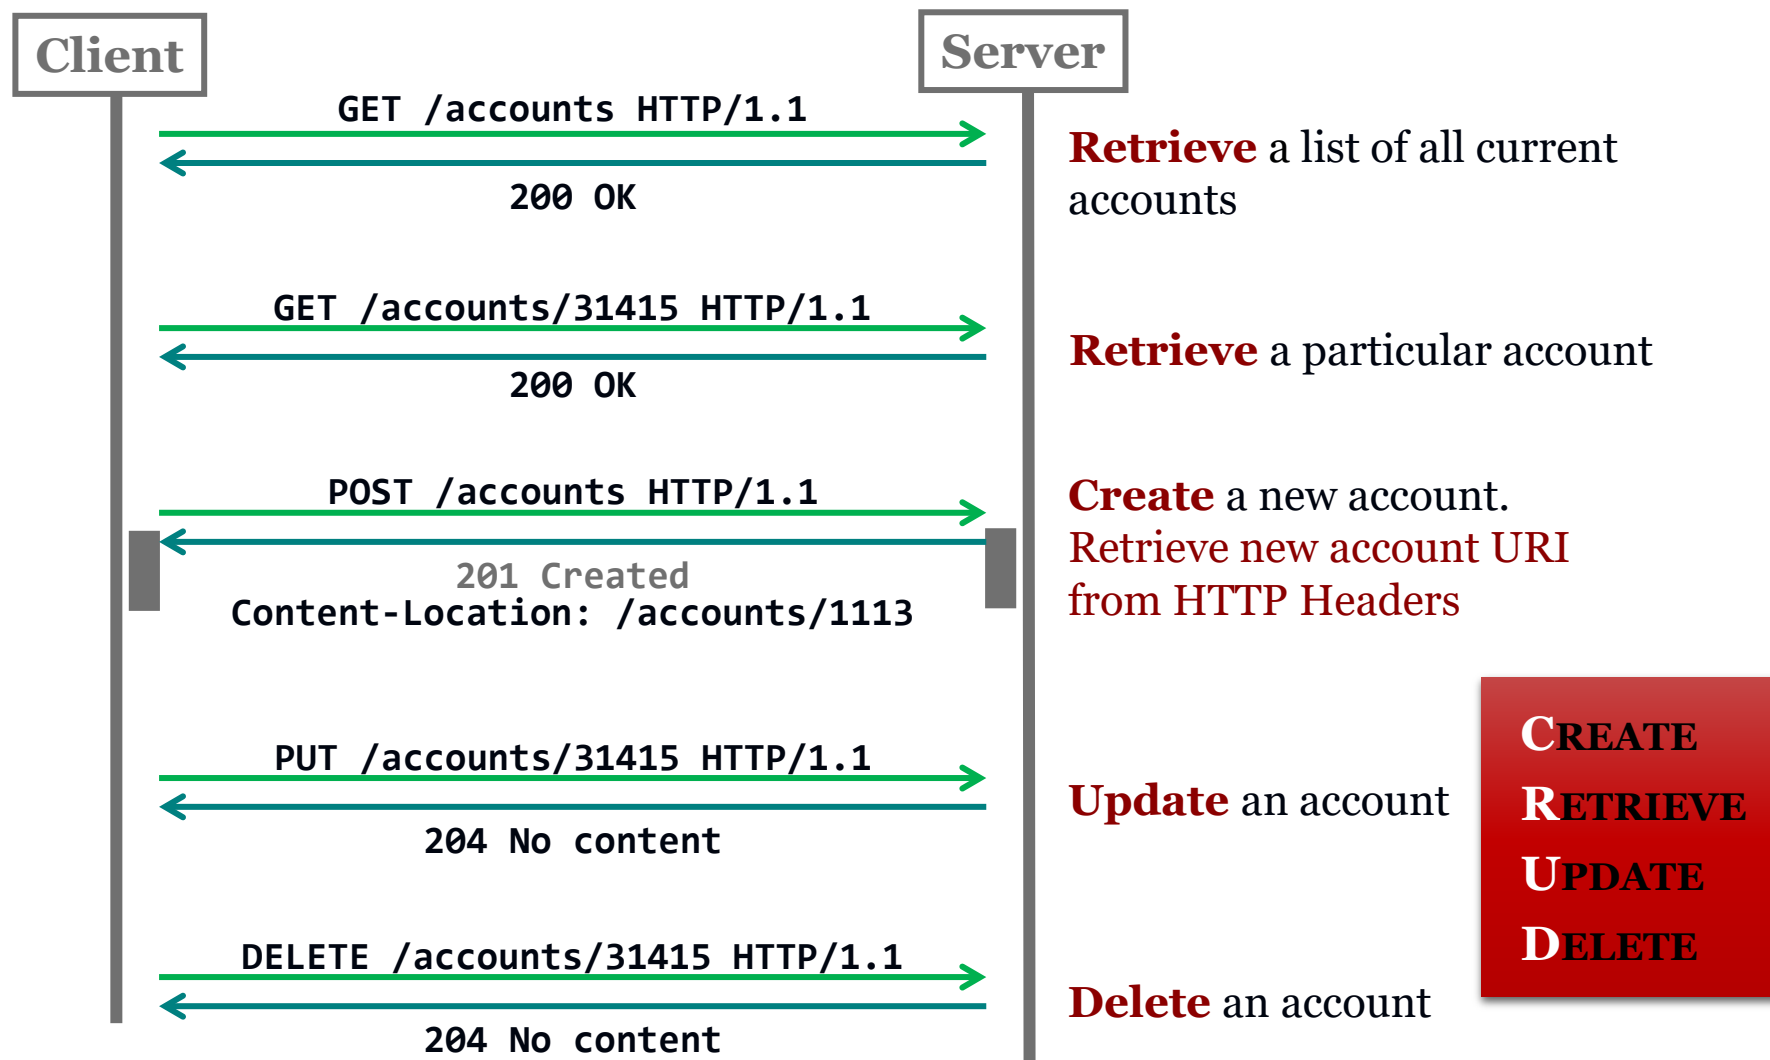 Client
Server
GET /accounts HTTP/1.1
200 OK
Retrieve a list of all current
accounts
GET /accounts/31415 HTTP/1.1
200 OK
Retrieve a particular account
POST /accounts HTTP/1.1
201 Created
Content-Location: /accounts/1113
Create a new account.
Retrieve new account URI
from HTTP Headers
PUT /accounts/31415 HTTP/1.1
204 No content
Update an account
DELETE /accounts/31415 HTTP/1.1
204 No content
Delete an account
CREATE
RETRIEVE
UPDATE
DELETE